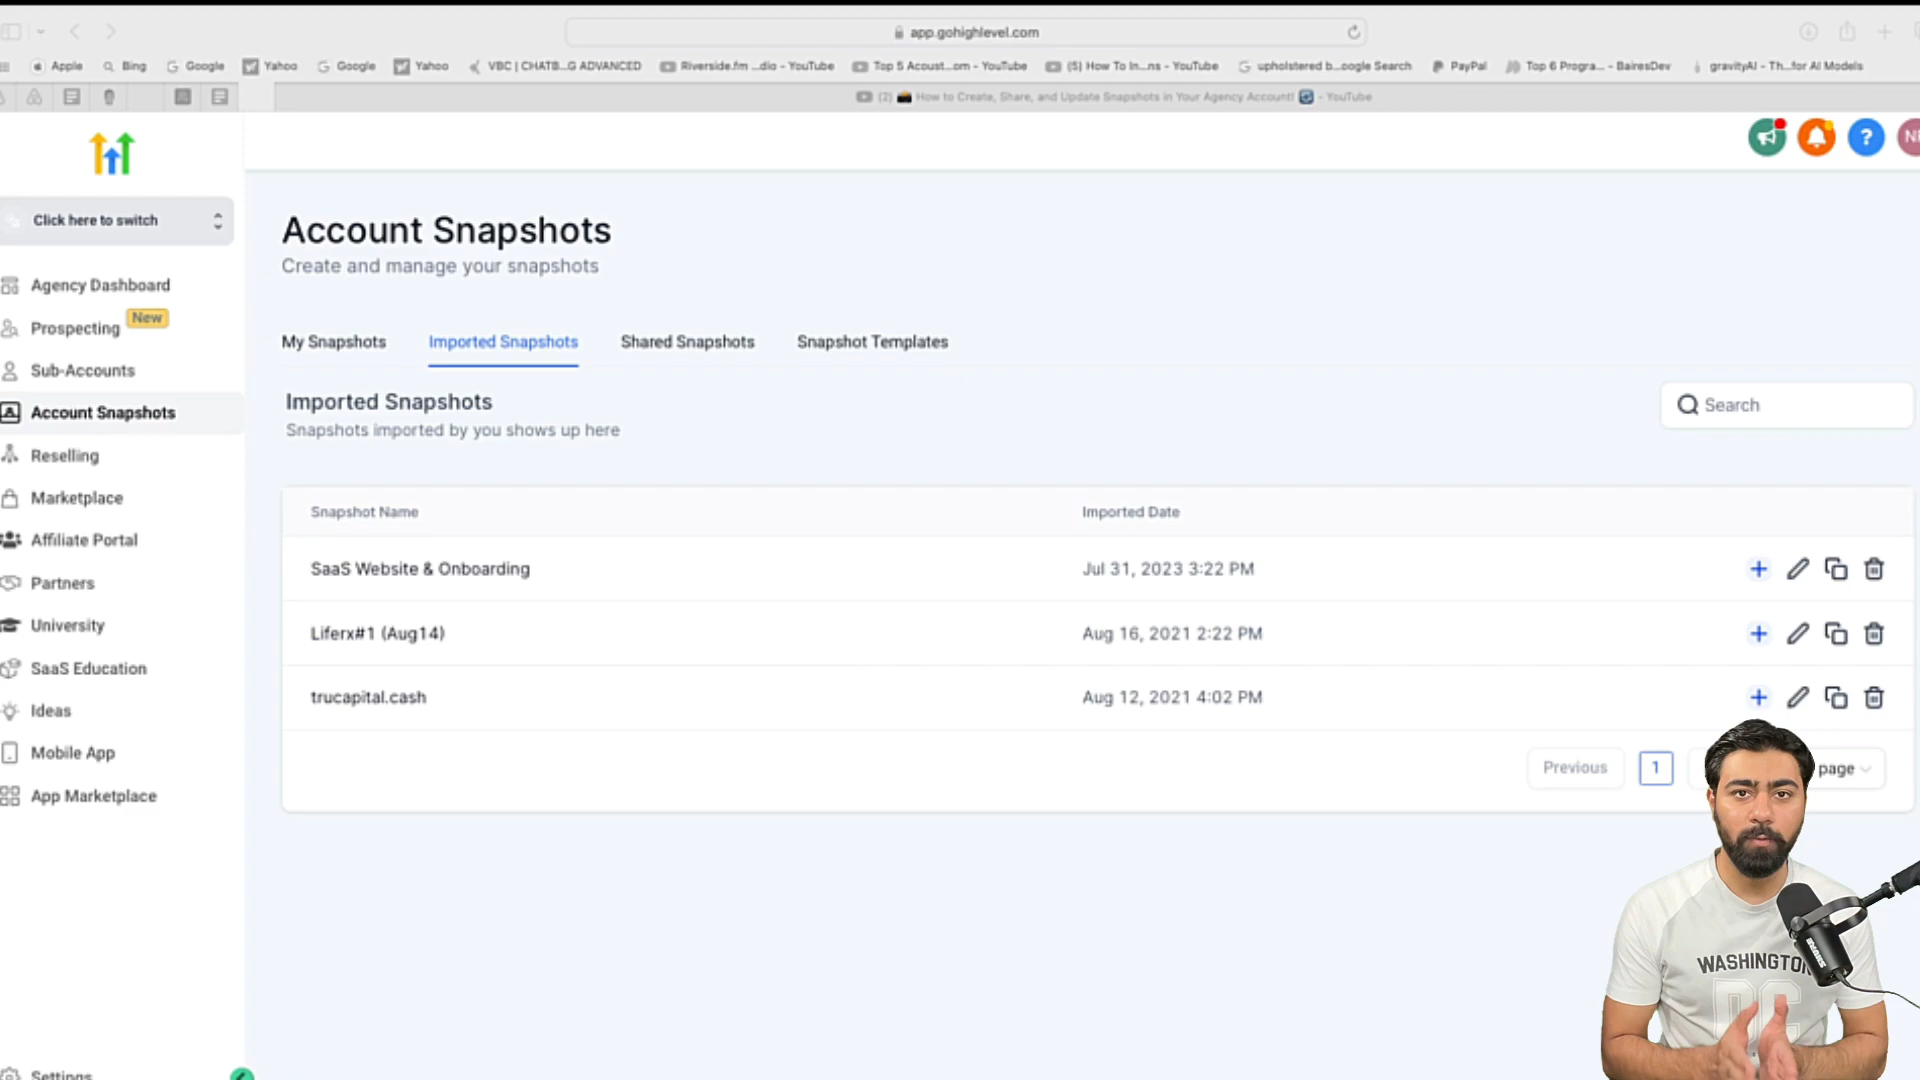 app.gohighlevel.com
Apple Bing Google Yahoo Google Yahoo VBC | CHATB...G ADVANCED Riverside.fm ...dio - YouTube Top 5 Acoust...om - YouTube (5) How To In...ns - YouTube upholstered b...oogle Search PayPal Top 6 Progra... - BairesDev gravityAI - Th...for AI Models
(2) 📸 How to Create, Share, and Update Snapshots in Your Agency Account! 🔄 - YouTube
?
Click here to switch
Agency Dashboard
Prospecting New
Sub-Accounts
Account Snapshots
Reselling
Marketplace
Affiliate Portal
Partners
University
SaaS Education
Ideas
Mobile App
App Marketplace
Settings
Account Snapshots
Create and manage your snapshots
My Snapshots Imported Snapshots Shared Snapshots Snapshot Templates
Imported Snapshots
Snapshots imported by you shows up here
Search
Snapshot Name Imported Date
SaaS Website & Onboarding Jul 31, 2023 3:22 PM
Liferx#1 (Aug14) Aug 16, 2021 2:22 PM
trucapital.cash Aug 12, 2021 4:02 PM
Previous 1 page
SHURE
WASHINGTON
DC